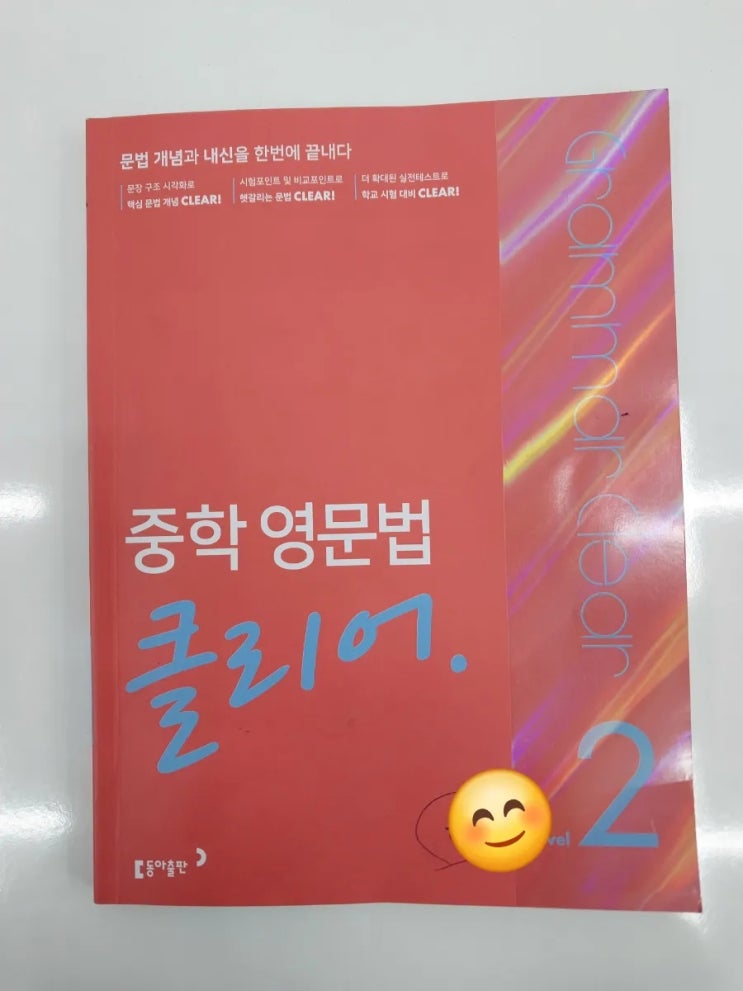 문법 개념과 내신을 한번에 끝내다
문장 구조 시각화로
핵심 문법 개념 CLEAR!
시험포인트 및 비교포인트로
헷갈리는 문법 CLEAR!
더 확대된 실전테스트로
학교 시험 대비 CLEAR!
Grammar Clear
중학 영문법
클리어.
2
동아출판